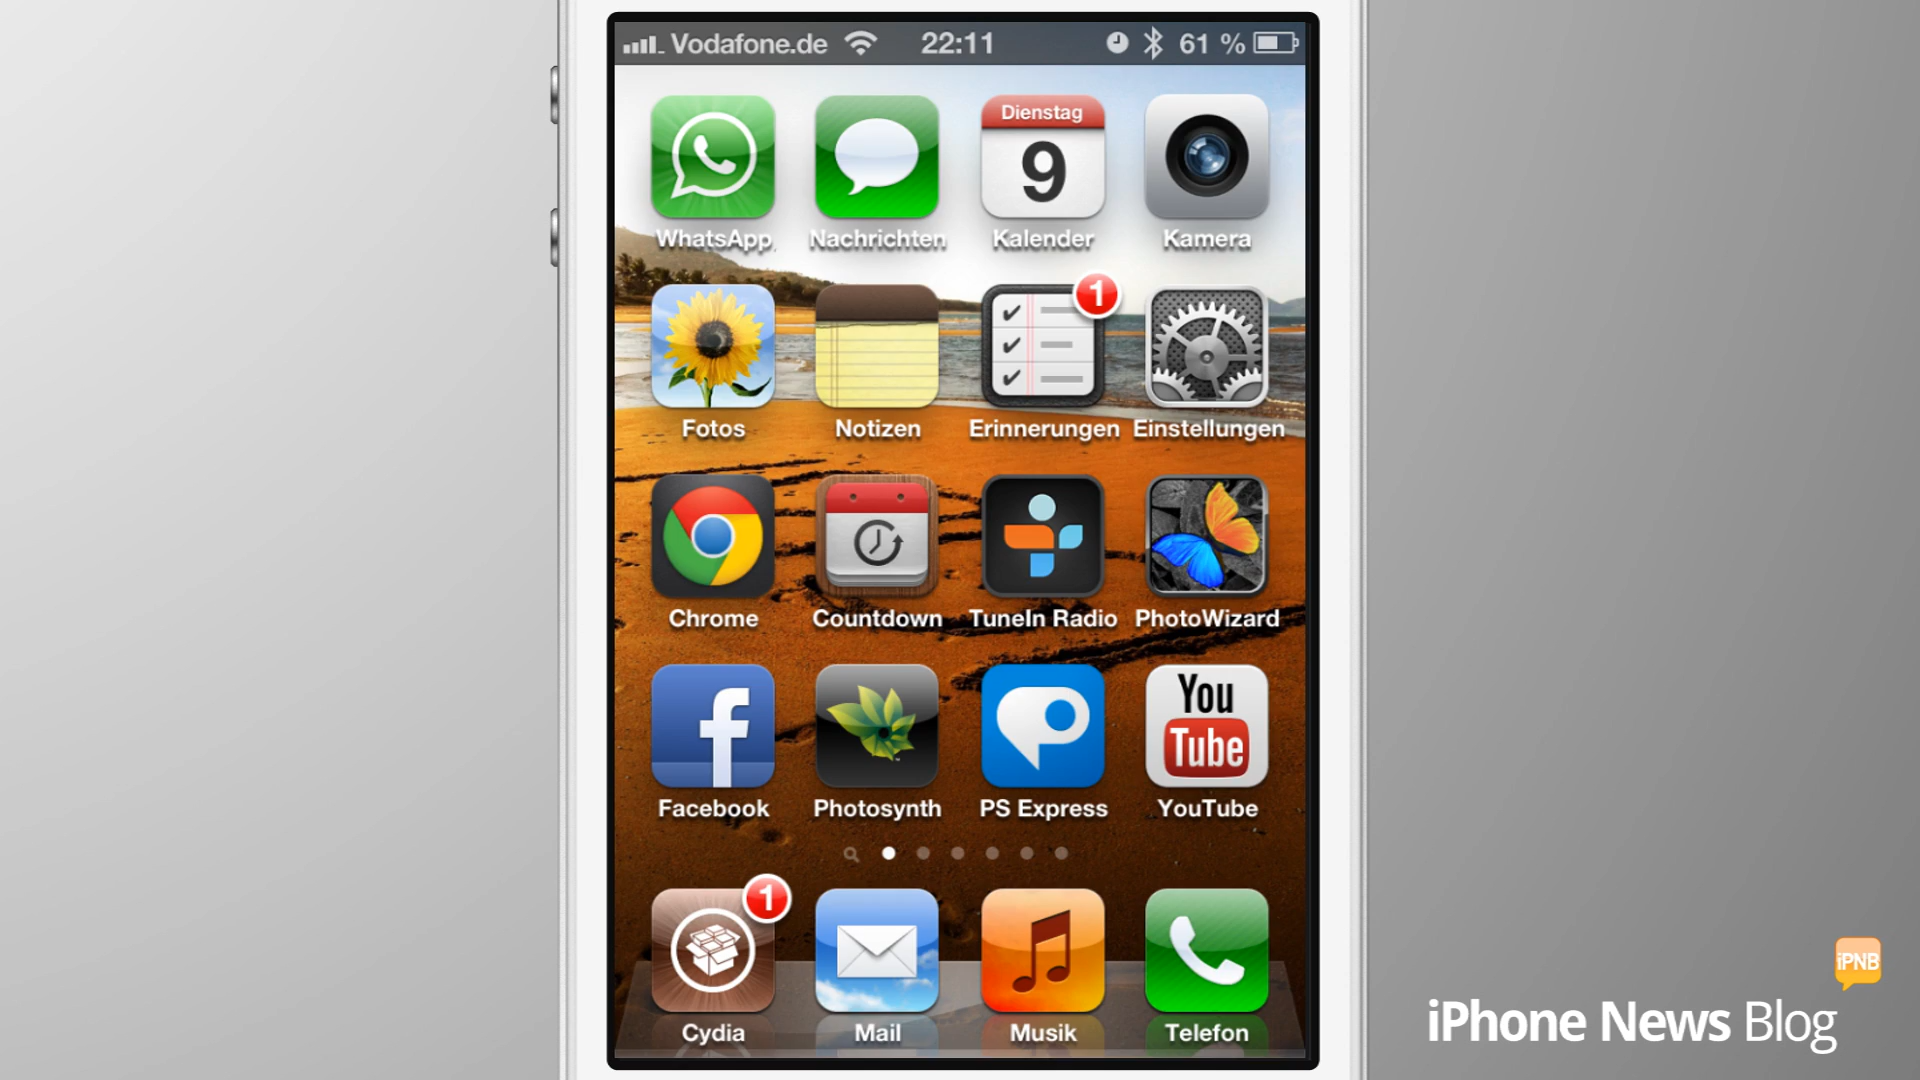 Vodafone.de 22:11 61 %
Dienstag
9
WhatsApp Nachrichten Kalender Kamera
1
Fotos Notizen Erinnerungen Einstellungen
Chrome Countdown TuneIn Radio PhotoWizard
f
You
Tube
Facebook Photosynth PS Express YouTube
1
Cydia Mail Musik Telefon
iPNB
iPhone News Blog